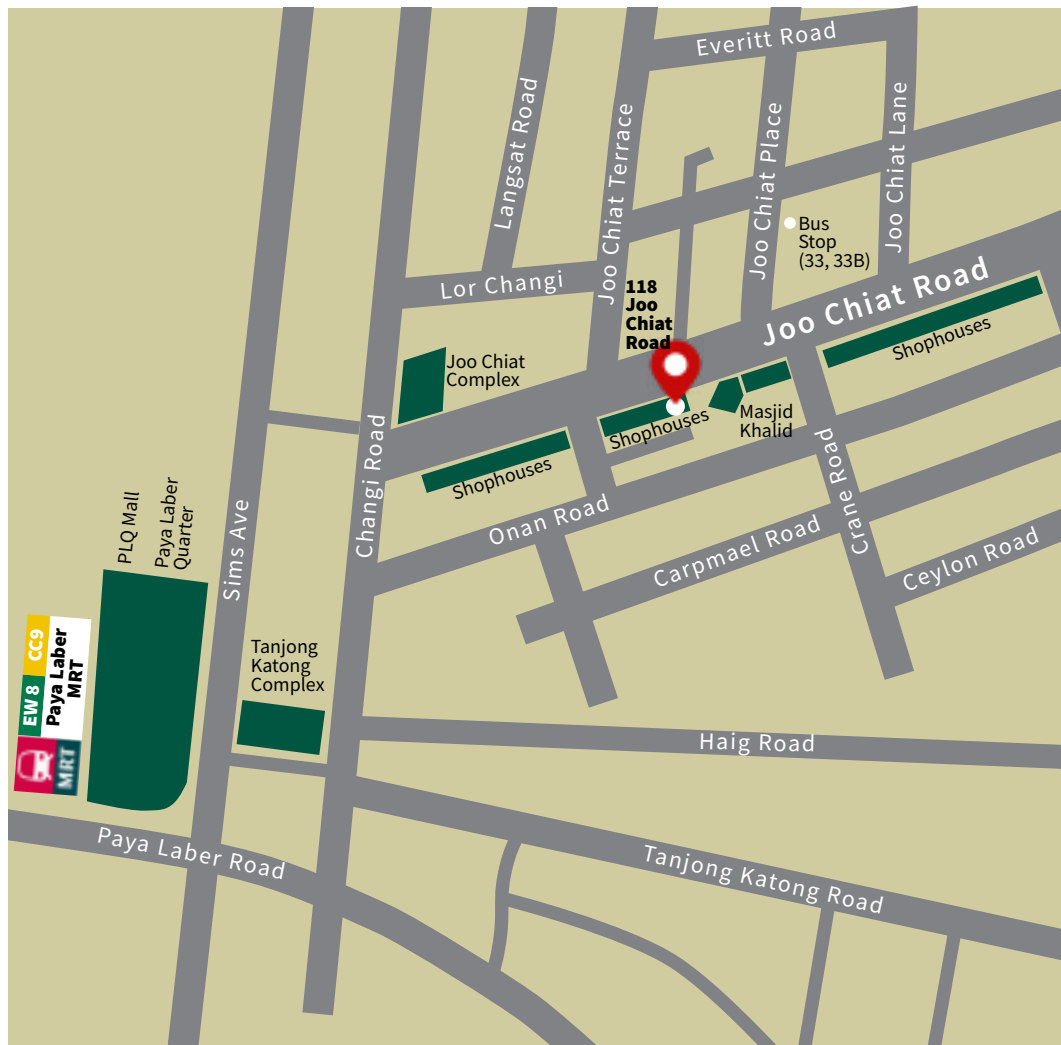 Everitt Road
Langsat Road
Joo Chiat Terrace
Joo Chiat Place
Joo Chiat Lane
Bus
Stop
(33, 33B)
Lor Changi
118
Joo
Chiat
Road
Joo Chiat Road
Joo Chiat
Complex
Shophouses
Shophouses
Masjid
Khalid
Shophouses
Changi Road
Sims Ave
PLQ Mall
Paya Laber
Quarter
Onan Road
Carpmael Road
Crane Road
Ceylon Road
EW 8 CC9
Paya Laber
MRT
MRT
Tanjong
Katong
Complex
Haig Road
Paya Laber Road
Tanjong Katong Road